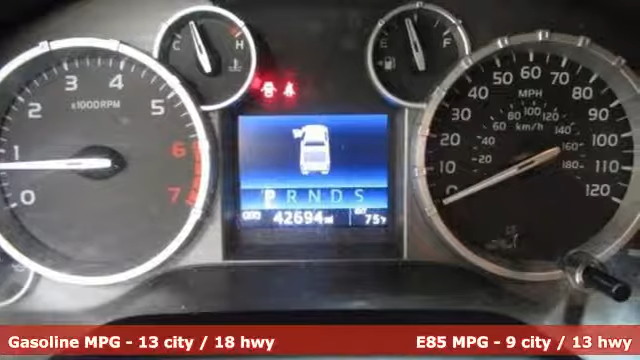 C H
E F
x1000RPM
0 1 2 3 4 5 6 7
MPH
0 10 20 30 40 50 60 70 80 90 100 110 120
km/h
20 40 60 80 100 120 140 160 180
P R N D S
42694 mi 75°F
Gasoline MPG - 13 city / 18 hwy
E85 MPG - 9 city / 13 hwy